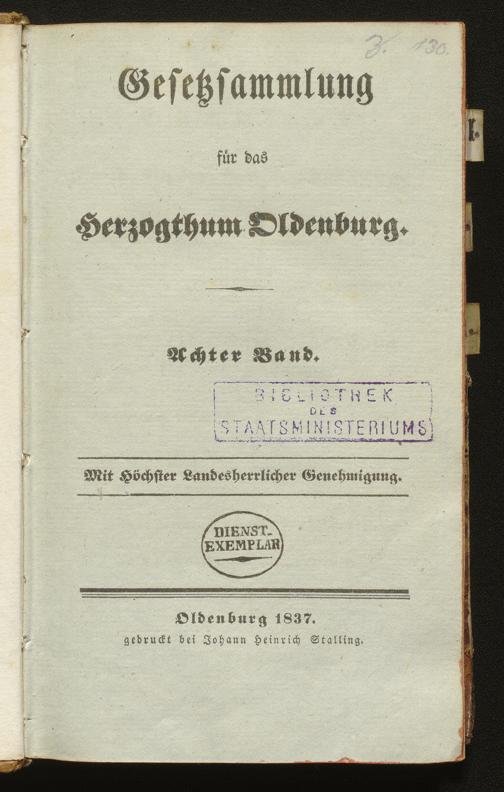 130.
Gesetzsammlung
für das
Herzogthum Oldenburg.
Achter Band.
BIBLIOTHEK
DES
STAATSMINISTERIUMS
Mit Höchster Landesherrlicher Genehmigung.
DIENST-
EXEMPLAR
Oldenburg 1837.
gedruckt bei Johann Heinrich Stalling.